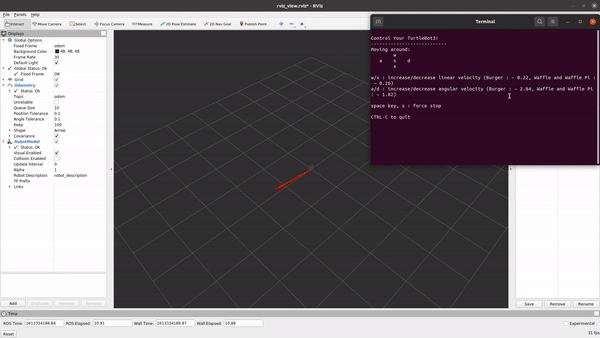 rviz_view.rviz* - RViz
File Panels Help
Interact Move Camera Select Focus Camera Measure 2D Pose Estimate 2D Nav Goal Publish Point
Displays
Global Options
Fixed Frame odom
Background Color 48; 48; 48
Frame Rate 30
Default Light
Global Status: Ok
Fixed Frame OK
Grid
Odometry
Status: Ok
Topic odom
Unreliable
Queue Size 10
Position Tolerance 0.1
Angle Tolerance 0.1
Keep 100
Shape Arrow
Covariance
RobotModel
Status: Ok
Visual Enabled
Collision Enabled
Update Interval 0
Alpha 1
Robot Description robot_description
TF Prefix
Links
Add Duplicate Remove Rename
Terminal
Control Your TurtleBot3!
---------------------------
Moving around:
w
a s d
x
w/x : increase/decrease linear velocity (Burger : ~ 0.22, Waffle and Waffle Pi :
~ 0.26)
a/d : increase/decrease angular velocity (Burger : ~ 2.84, Waffle and Waffle Pi
: ~ 1.82)
space key, s : force stop
CTRL-C to quit
Save Remove Rename
Time
ROS Time: 1613334188.84 ROS Elapsed: 10.91 Wall Time: 1613334188.87 Wall Elapsed: 10.88 Experimental
Reset 31 fps